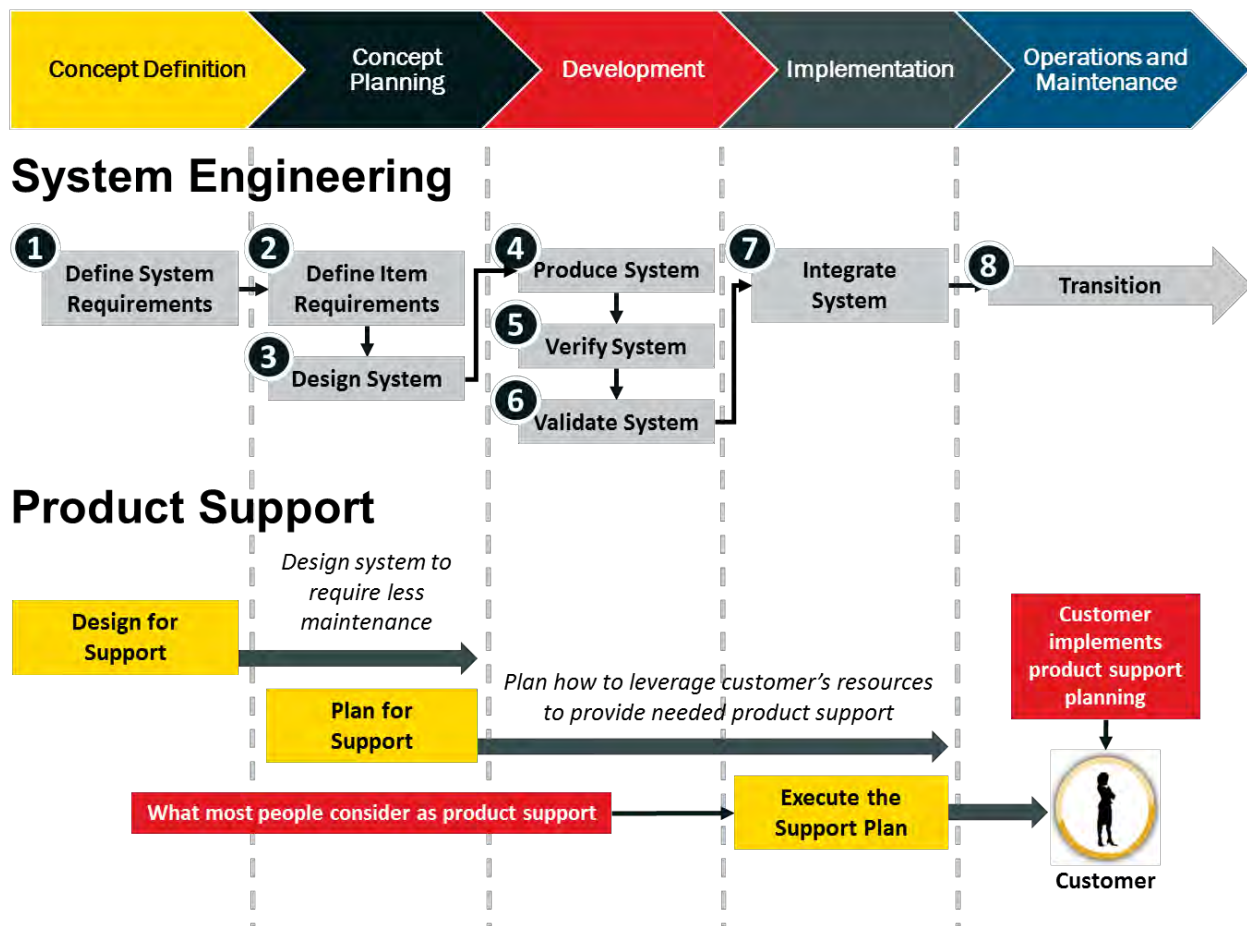 Concept Definition
Concept
Planning
Development
Implementation
Operations and
Maintenance
System Engineering
1
Define System
Requirements
2
Define Item
Requirements
3
Design System
4
Produce System
5
Verify System
6
Validate System
7
Integrate
System
8
Transition
Product Support
Design for
Support
Design system to
require less
maintenance
Plan for
Support
Plan how to leverage customer’s resources
to provide needed product support
What most people consider as product support
Execute the
Support Plan
Customer
implements
product support
planning
Customer